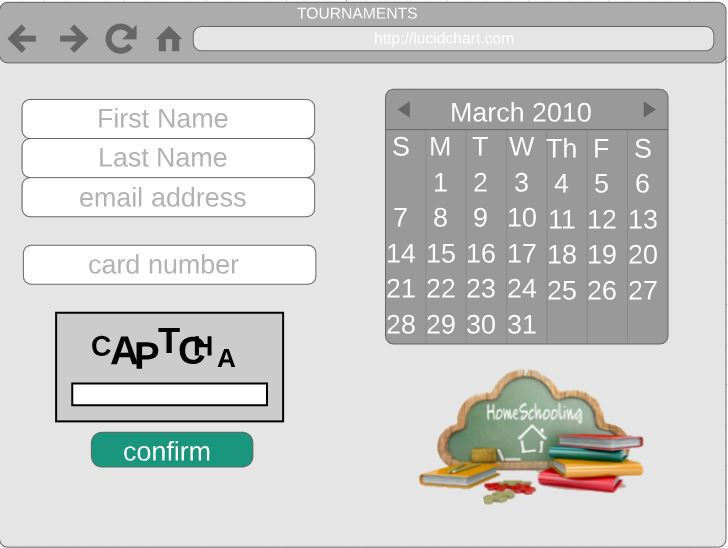 TOURNAMENTS
http://lucidchart.com
First Name
Last Name
email address
card number
CAPTCHA
confirm
March 2010
S M T W Th F S
1 2 3 4 5 6
7 8 9 10 11 12 13
14 15 16 17 18 19 20
21 22 23 24 25 26 27
28 29 30 31
HomeSchooling